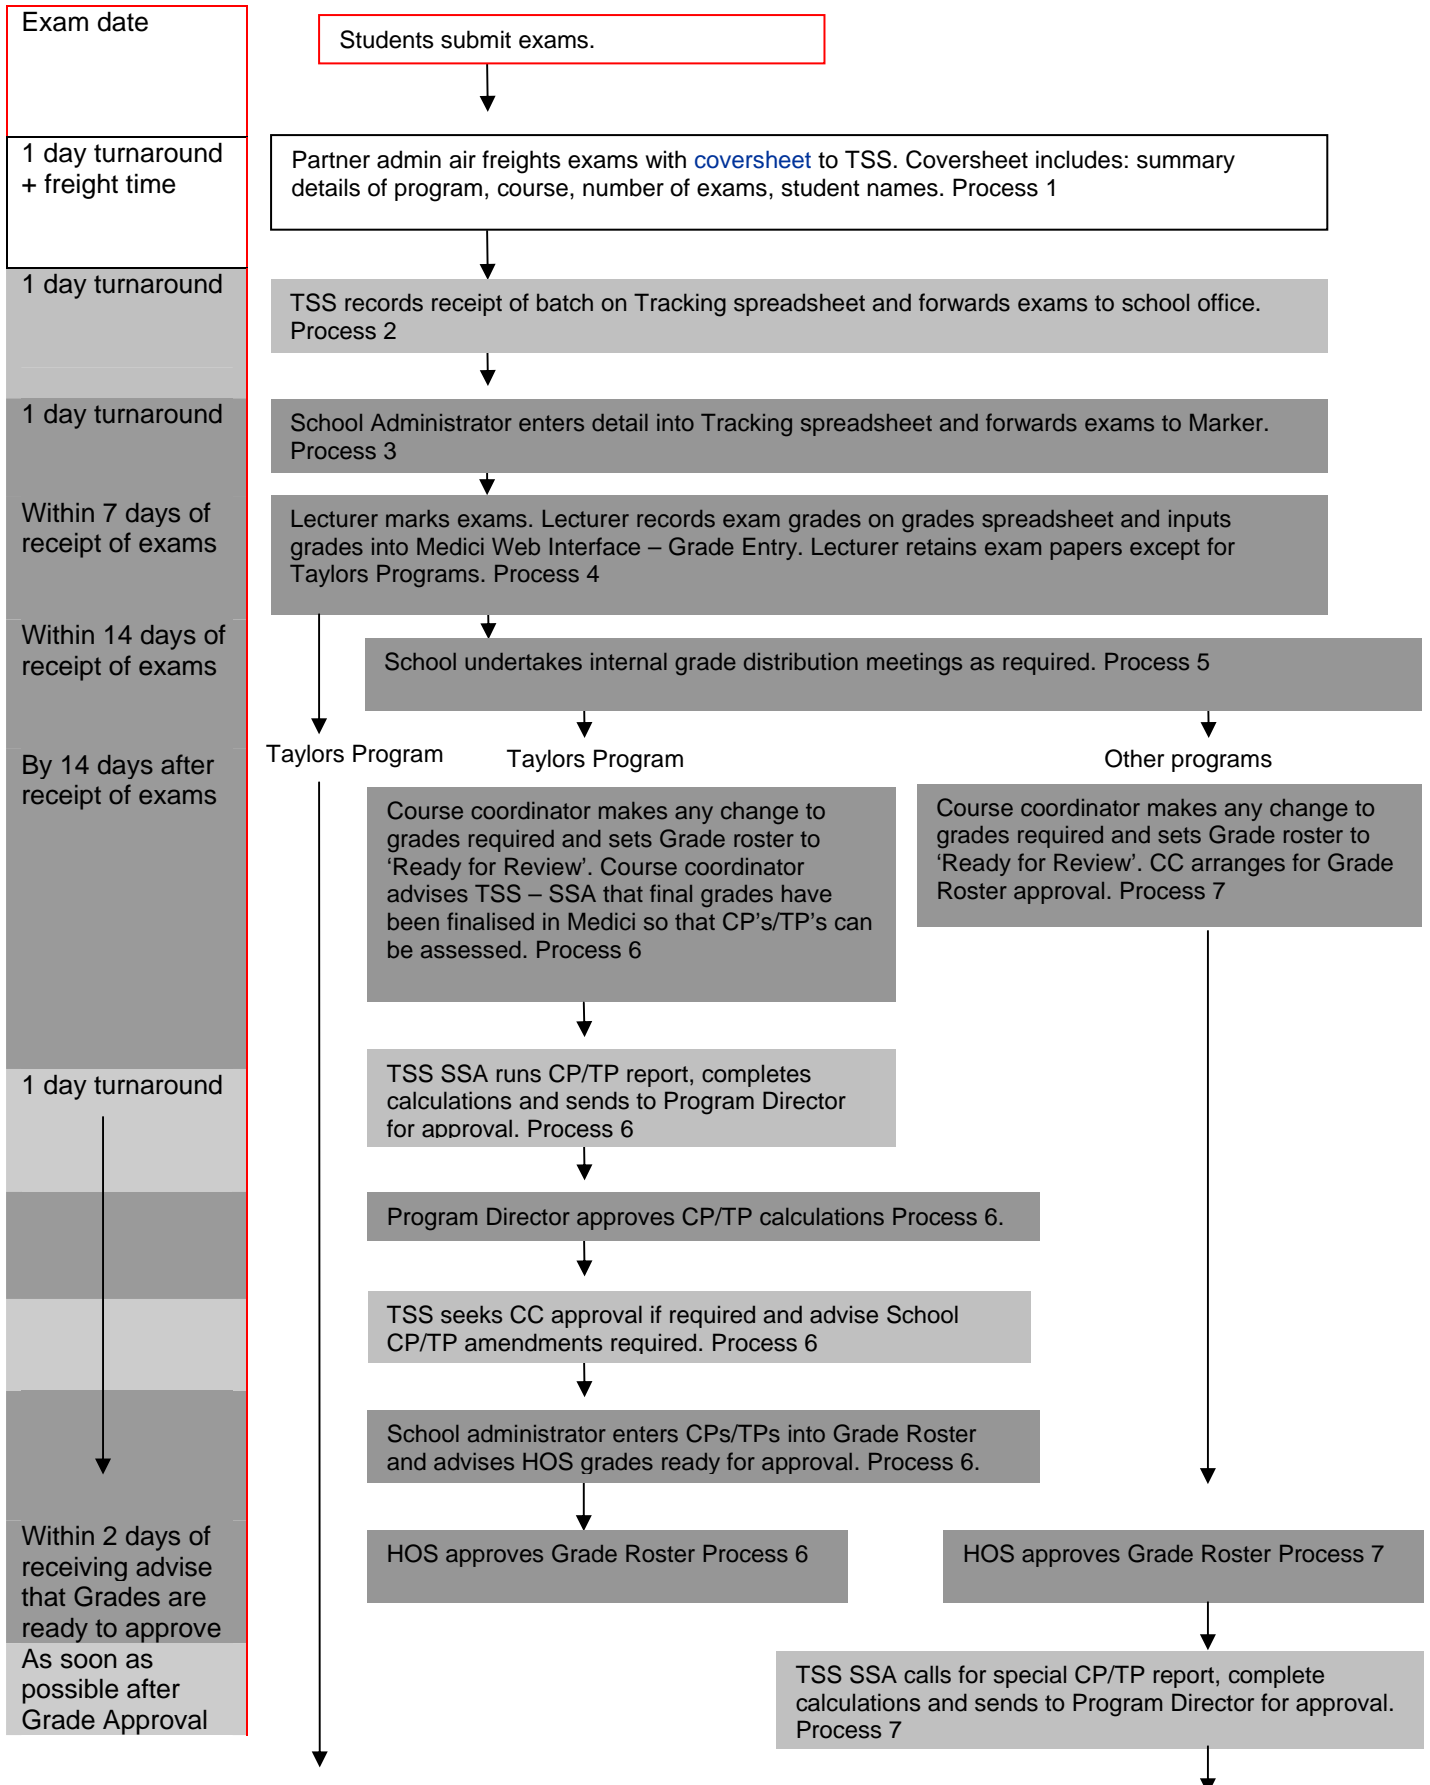 Exam date
Students submit exams.
1 day turnaround
+ freight time
Partner admin air freights exams with coversheet to TSS. Coversheet includes: summary
details of program, course, number of exams, student names. Process 1
1 day turnaround
TSS records receipt of batch on Tracking spreadsheet and forwards exams to school office.
Process 2
1 day turnaround
School Administrator enters detail into Tracking spreadsheet and forwards exams to Marker.
Process 3
Within 7 days of
receipt of exams
Lecturer marks exams. Lecturer records exam grades on grades spreadsheet and inputs
grades into Medici Web Interface – Grade Entry. Lecturer retains exam papers except for
Taylors Programs. Process 4
Within 14 days of
receipt of exams
School undertakes internal grade distribution meetings as required. Process 5
Taylors Program
Taylors Program
Other programs
By 14 days after
receipt of exams
Course coordinator makes any change to
grades required and sets Grade roster to
‘Ready for Review’. Course coordinator
advises TSS – SSA that final grades have
been finalised in Medici so that CP’s/TP’s can
be assessed. Process 6
Course coordinator makes any change to
grades required and sets Grade roster to
‘Ready for Review’. CC arranges for Grade
Roster approval. Process 7
1 day turnaround
TSS SSA runs CP/TP report, completes
calculations and sends to Program Director
for approval. Process 6
Program Director approves CP/TP calculations Process 6.
TSS seeks CC approval if required and advise School
CP/TP amendments required. Process 6
School administrator enters CPs/TPs into Grade Roster
and advises HOS grades ready for approval. Process 6.
Within 2 days of
receiving advise
that Grades are
ready to approve
HOS approves Grade Roster Process 6
HOS approves Grade Roster Process 7
As soon as
possible after
Grade Approval
TSS SSA calls for special CP/TP report, complete
calculations and sends to Program Director for approval.
Process 7